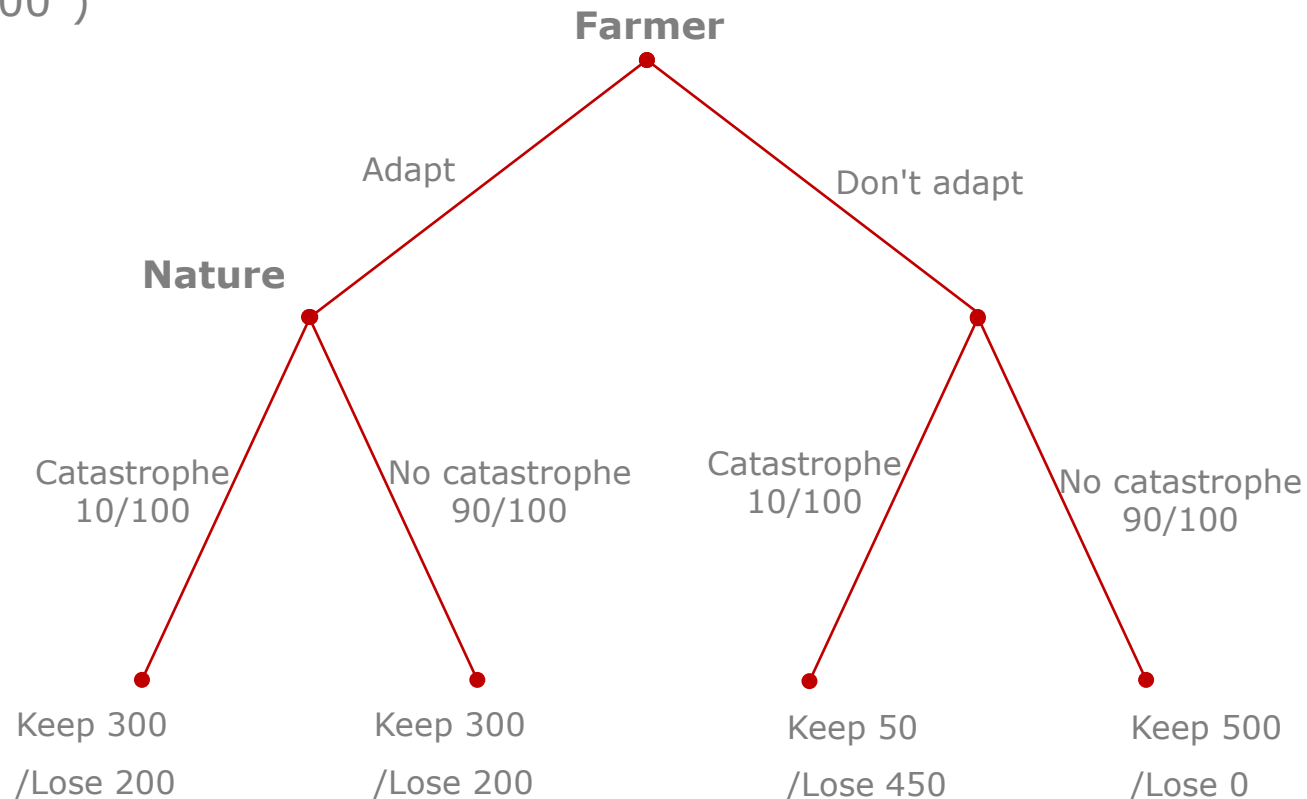 00")
Farmer
Adapt
Don't adapt
Nature
Catastrophe
10/100
No catastrophe
90/100
Catastrophe
10/100
No catastrophe
90/100
Keep 300
/Lose 200
Keep 300
/Lose 200
Keep 50
/Lose 450
Keep 500
/Lose 0